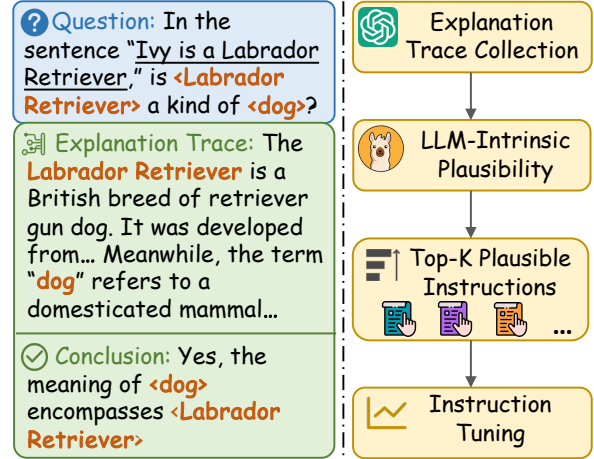 Question: In the
sentence “Ivy is a Labrador
Retriever,” is <Labrador
Retriever> a kind of <dog>?
Explanation Trace: The
Labrador Retriever is a
British breed of retriever
gun dog. It was developed
from... Meanwhile, the term
“dog” refers to a
domesticated mammal...
Conclusion: Yes, the
meaning of <dog>
encompasses <Labrador
Retriever>
Explanation
Trace Collection
LLM-Intrinsic
Plausibility
Top-K Plausible
Instructions
...
Instruction
Tuning